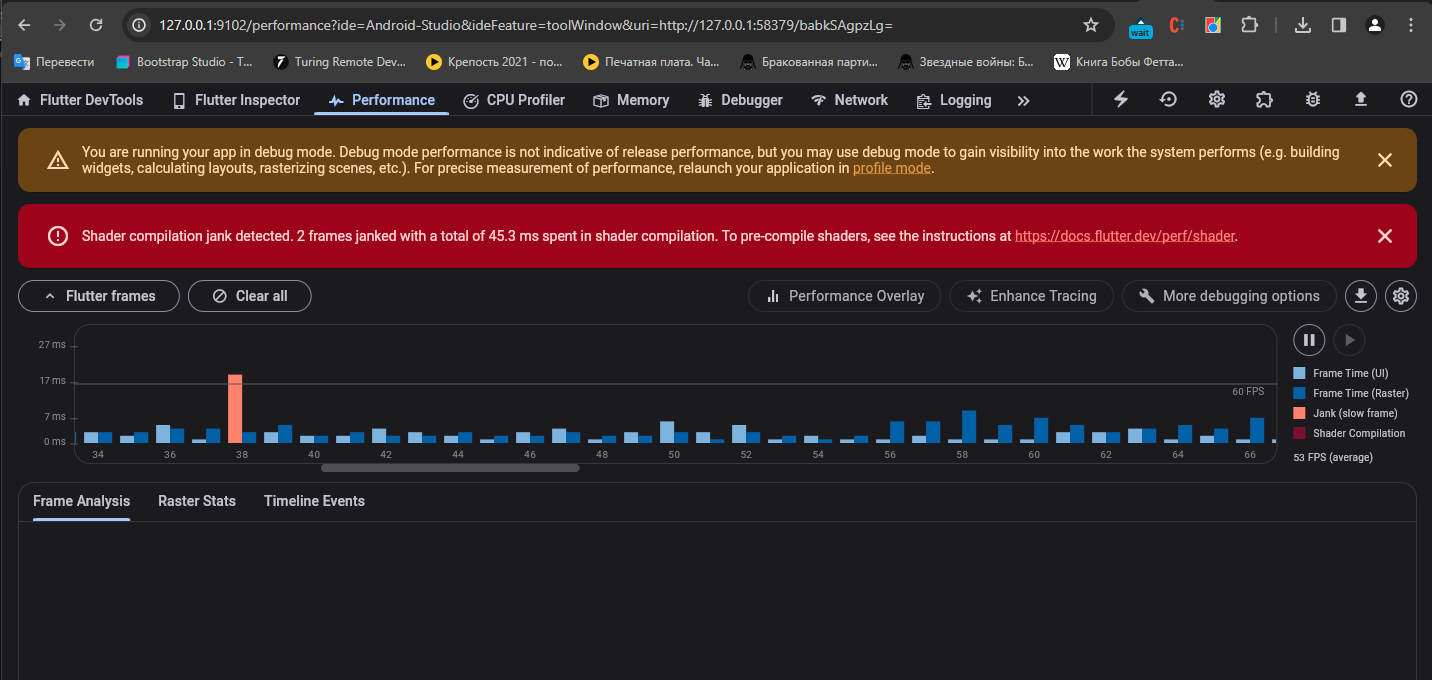 127.0.0.1:9102/performance?ide=Android-Studio&ideFeature=toolWindow&uri=http://127.0.0.1:58379/babkSAgpzLg=
wait
Перевести
Bootstrap Studio - T...
Turing Remote Dev...
Крепость 2021 - по...
Печатная плата. Ча...
Бракованная парти...
Звездные войны: Б...
W Книга Бобы Фетта...
Flutter DevTools
Flutter Inspector
Performance
CPU Profiler
Memory
Debugger
Network
Logging
You are running your app in debug mode. Debug mode performance is not indicative of release performance, but you may use debug mode to gain visibility into the work the system performs (e.g. building
widgets, calculating layouts, rasterizing scenes, etc.). For precise measurement of performance, relaunch your application in profile mode.
Shader compilation jank detected. 2 frames janked with a total of 45.3 ms spent in shader compilation. To pre-compile shaders, see the instructions at https://docs.flutter.dev/perf/shader.
Flutter frames
Clear all
Performance Overlay
Enhance Tracing
More debugging options
27 ms
17 ms
7 ms
0 ms
60 FPS
34 36 38 40 42 44 46 48 50 52 54 56 58 60 62 64 66
Frame Time (UI)
Frame Time (Raster)
Jank (slow frame)
Shader Compilation
53 FPS (average)
Frame Analysis
Raster Stats
Timeline Events